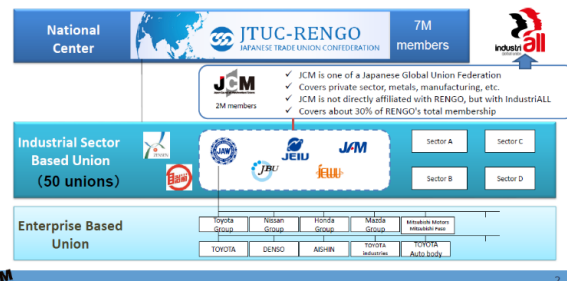 National
Center
JTUC-RENGO
JAPANESE TRADE UNION CONFEDERATION
7M
members
industri
all
JCM
2M members
✓ JCM is one of a Japanese Global Union Federation
✓ Covers private sector, metals, manufacturing, etc.
✓ JCM is not directly affiliated with RENGO, but with IndustriALL
✓ Covers about 30% of RENGO's total membership
Industrial Sector
Based Union
(50 unions)
JAW
JBU
JEIU
JAM
Sector A
Sector C
Sector B
Sector D
Enterprise Based
Union
Toyota
Group
Nissan
Group
Honda
Group
Mazda
Group
Mitsubishi Motors
Mitsubishi Fuso
TOYOTA
DENSO
AISHIN
TOYOTA
industries
TOYOTA
Auto body